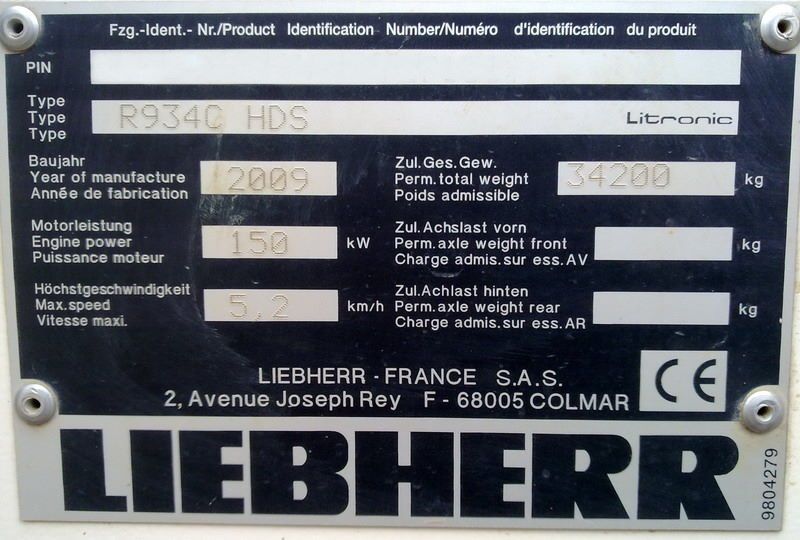 Fzg.-Ident.- Nr./Product Identification Number/Numéro d'identification du produit
PIN
Type
Type R934C HDS Litronic
Type
Baujahr
Year of manufacture 2009
Année de fabrication
Zul.Ges.Gew.
Perm.total weight 34200 kg
Poids admissible
Motorleistung
Engine power 150 kW
Puissance moteur
Zul.Achslast vorn
Perm.axle weight front kg
Charge admis.sur ess.AV
Höchstgeschwindigkeit
Max.speed 5,2 km/h
Vitesse maxi.
Zul.Achlast hinten
Perm.axle weight rear kg
Charge admis.sur ess.AR
LIEBHERR - FRANCE S.A.S.
2, Avenue Joseph Rey F - 68005 COLMAR
CE
LIEBHERR
9804279